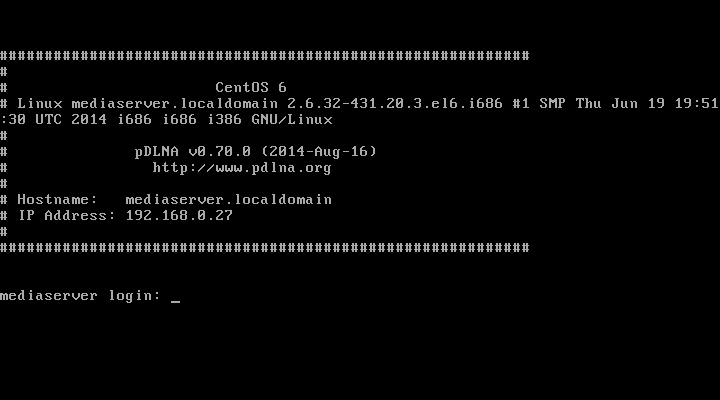 ###########################################################
#
#                       CentOS 6
# Linux mediaserver.localdomain 2.6.32-431.20.3.el6.i686 #1 SMP Thu Jun 19 19:51
:30 UTC 2014 i686 i686 i386 GNU/Linux
#
#              pDLNA v0.70.0 (2014-Aug-16)
#                http://www.pdlna.org
#
# Hostname:   mediaserver.localdomain
# IP Address: 192.168.0.27
#
###########################################################
mediaserver login: _